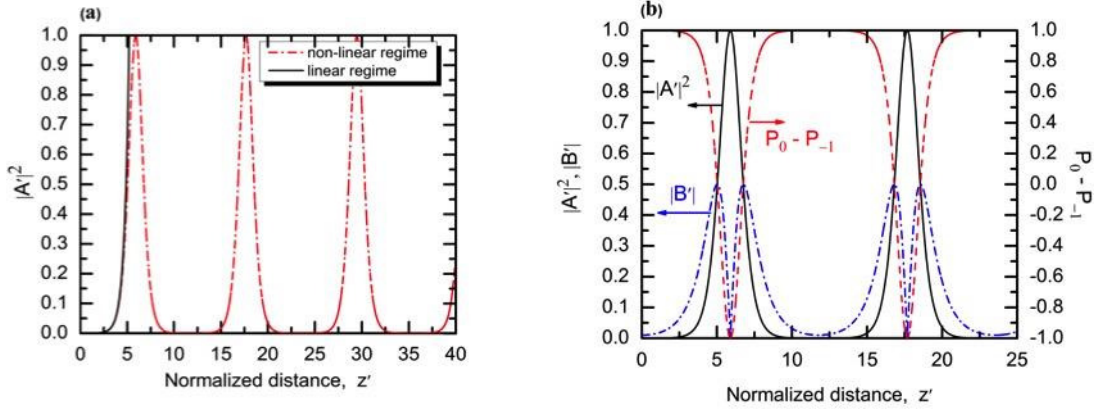 (a)
1.0
0.9
0.8
0.7
0.6
0.5
0.4
0.3
0.2
0.1
0.0
|A′|²
non-linear regime
linear regime
0 5 10 15 20 25 30 35 40
Normalized distance, z′
(b)
1.0
0.9
0.8
0.7
0.6
0.5
0.4
0.3
0.2
0.1
0.0
|A′|², |B′|
|A′|²
P₀ - P₋₁
|B′|
1.0
0.8
0.6
0.4
0.2
0.0
-0.2
-0.4
-0.6
-0.8
-1.0
P₀ - P₋₁
0 5 10 15 20 25
Normalized distance, z′